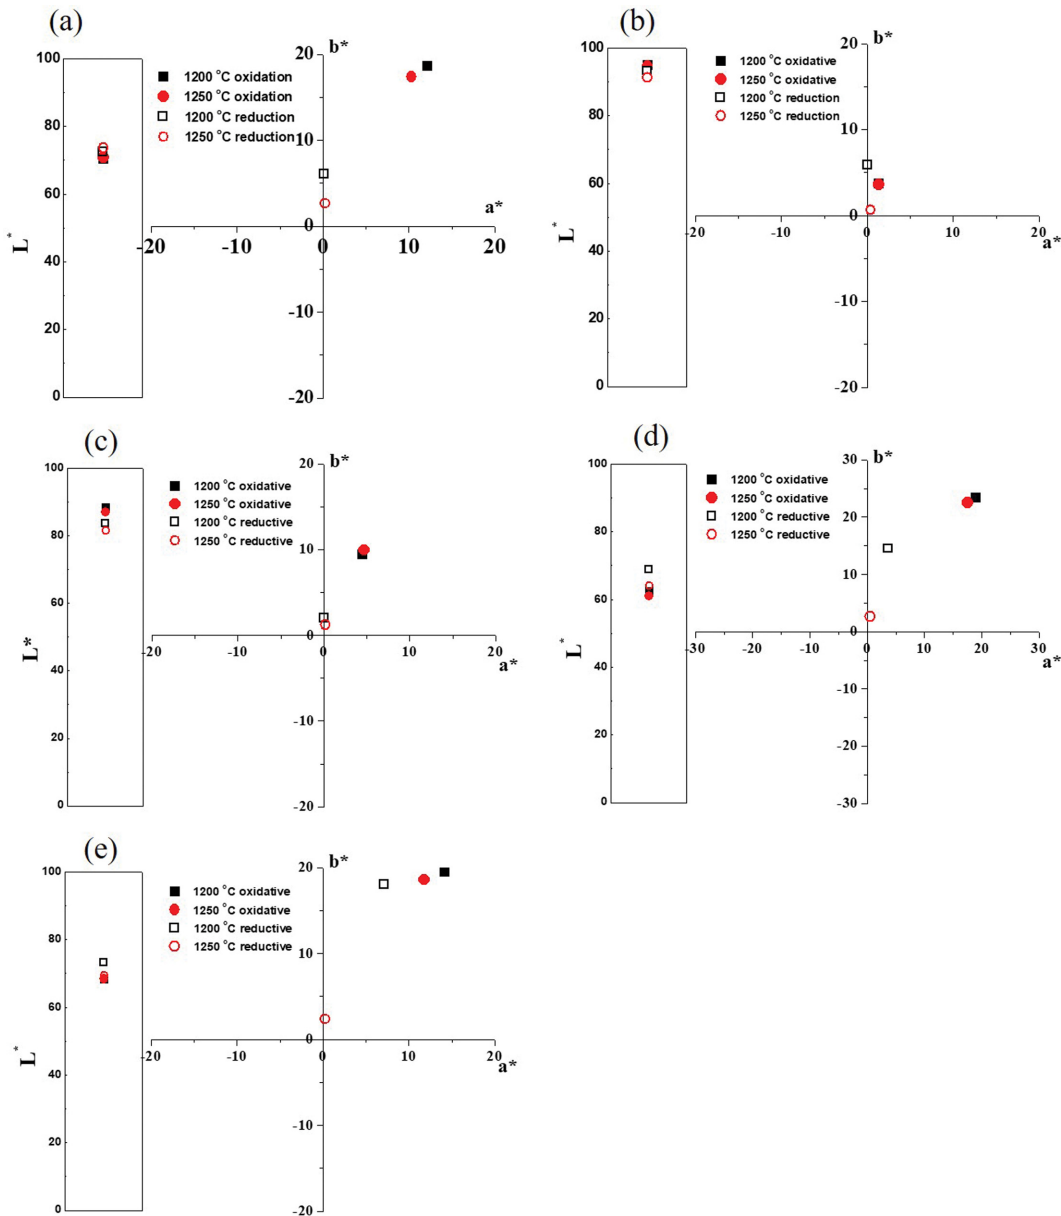 (a)
b*
100
80
60
40
20
0
L*
1200 °C oxidation
1250 °C oxidation
1200 °C reduction
1250 °C reduction
20
10
0
-10
-20
-20
-10
0
10
20
a*
(b)
b*
100
80
60
40
20
0
L*
1200 °C oxidative
1250 °C oxidative
1200 °C reduction
1250 °C reduction
20
10
0
-10
-20
-20
-10
0
10
20
a*
(c)
b*
100
80
60
40
20
0
L*
1200 °C oxidative
1250 °C oxidative
1200 °C reductive
1250 °C reductive
20
10
0
-10
-20
-20
-10
0
10
20
a*
(d)
b*
100
80
60
40
20
0
L*
1200 °C oxidative
1250 °C oxidative
1200 °C reductive
1250 °C reductive
30
20
10
0
-10
-20
-30
-30
-20
-10
0
10
20
30
a*
(e)
b*
100
80
60
40
20
0
L*
1200 °C oxidative
1250 °C oxidative
1200 °C reductive
1250 °C reductive
20
10
0
-10
-20
-20
-10
0
10
20
a*